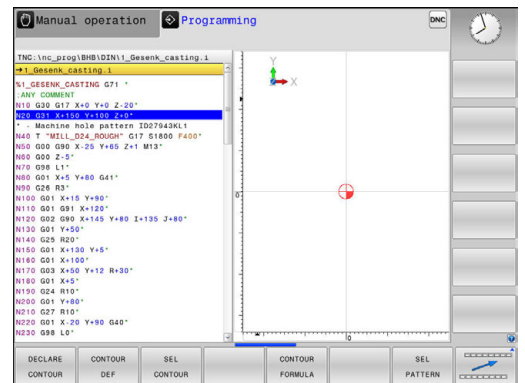 Manual operation
Programming
DNC
TNC:\nc_prog\BHB\DIN\1_Gesenk_casting.i
→1_Gesenk_casting.i
%1_GESENK_CASTING G71 *
;ANY COMMENT
N10 G30 G17 X+0 Y+0 Z-20*
N20 G31 X+150 Y+100 Z+0*
* - Machine hole pattern ID27943KL1
N40 T "MILL_D24_ROUGH" G17 S1800 F400*
N50 G00 G90 X-25 Y+65 Z+1 M13*
N60 G00 Z-5*
N70 G98 L1*
N80 G01 X+5 Y+80 G41*
N90 G26 R3*
N100 G01 X+15 Y+90*
N110 G01 G91 X+120*
N120 G02 G90 X+145 Y+80 I+135 J+80*
N130 G01 Y+50*
N140 G25 R20*
N150 G01 X+130 Y+5*
N160 G01 X+100*
N170 G03 X+50 Y+12 R+30*
N180 G01 X+5*
N190 G24 R10*
N200 G01 Y+80*
N210 G27 R10*
N220 G01 X-20 Y+90 G40*
N230 G98 L0*
Y
X
0
0
DECLARE CONTOUR
CONTOUR DEF
SEL CONTOUR
CONTOUR FORMULA
SEL PATTERN